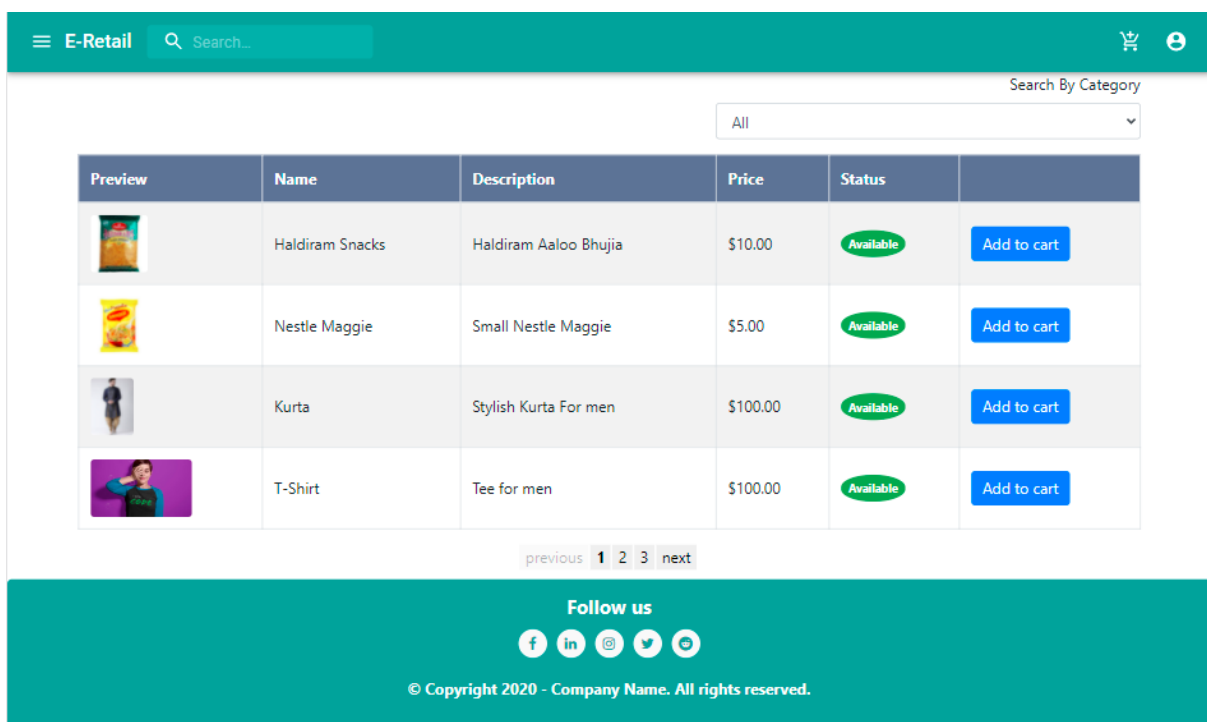 E-Retail Search...
Search By Category
All
Preview Name Description Price Status
Haldiram Snacks Haldiram Aaloo Bhujia $10.00 Available Add to cart
Nestle Maggie Small Nestle Maggie $5.00 Available Add to cart
Kurta Stylish Kurta For men $100.00 Available Add to cart
T-Shirt Tee for men $100.00 Available Add to cart
previous 1 2 3 next
Follow us
© Copyright 2020 - Company Name. All rights reserved.